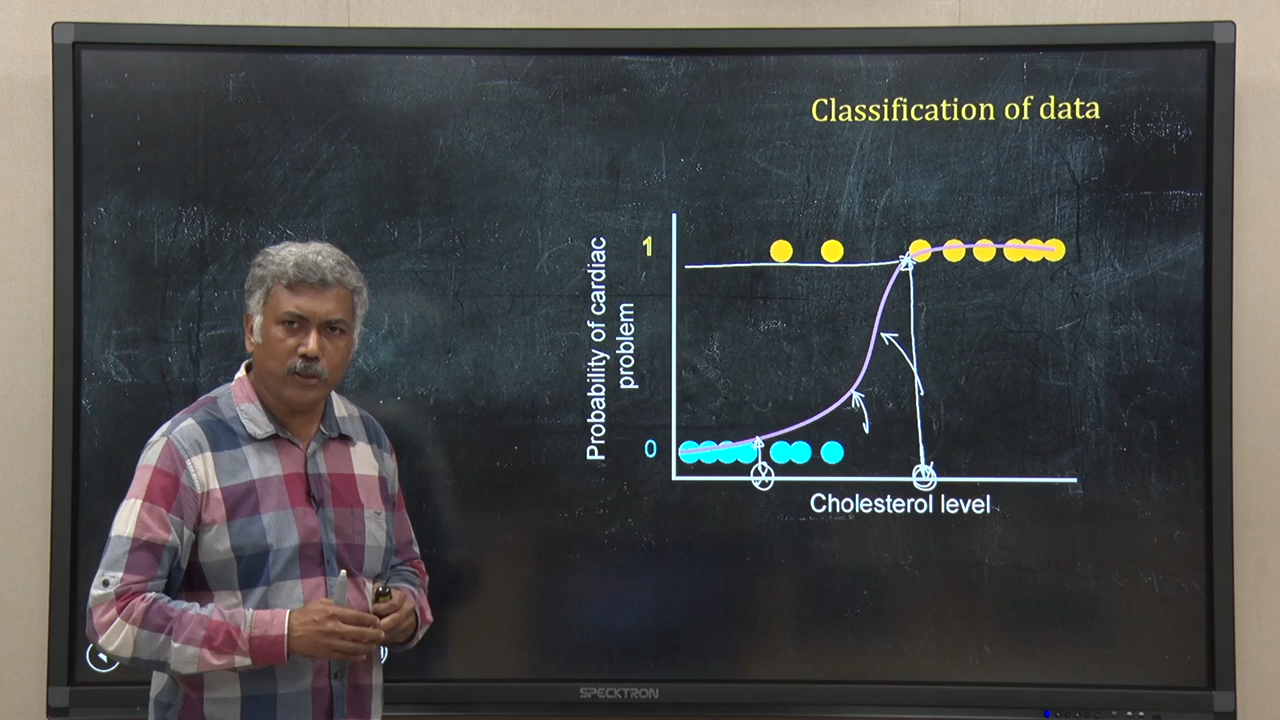 Classification of data
1
Probability of cardiac
problem
0
Cholesterol level
SPECKTRON